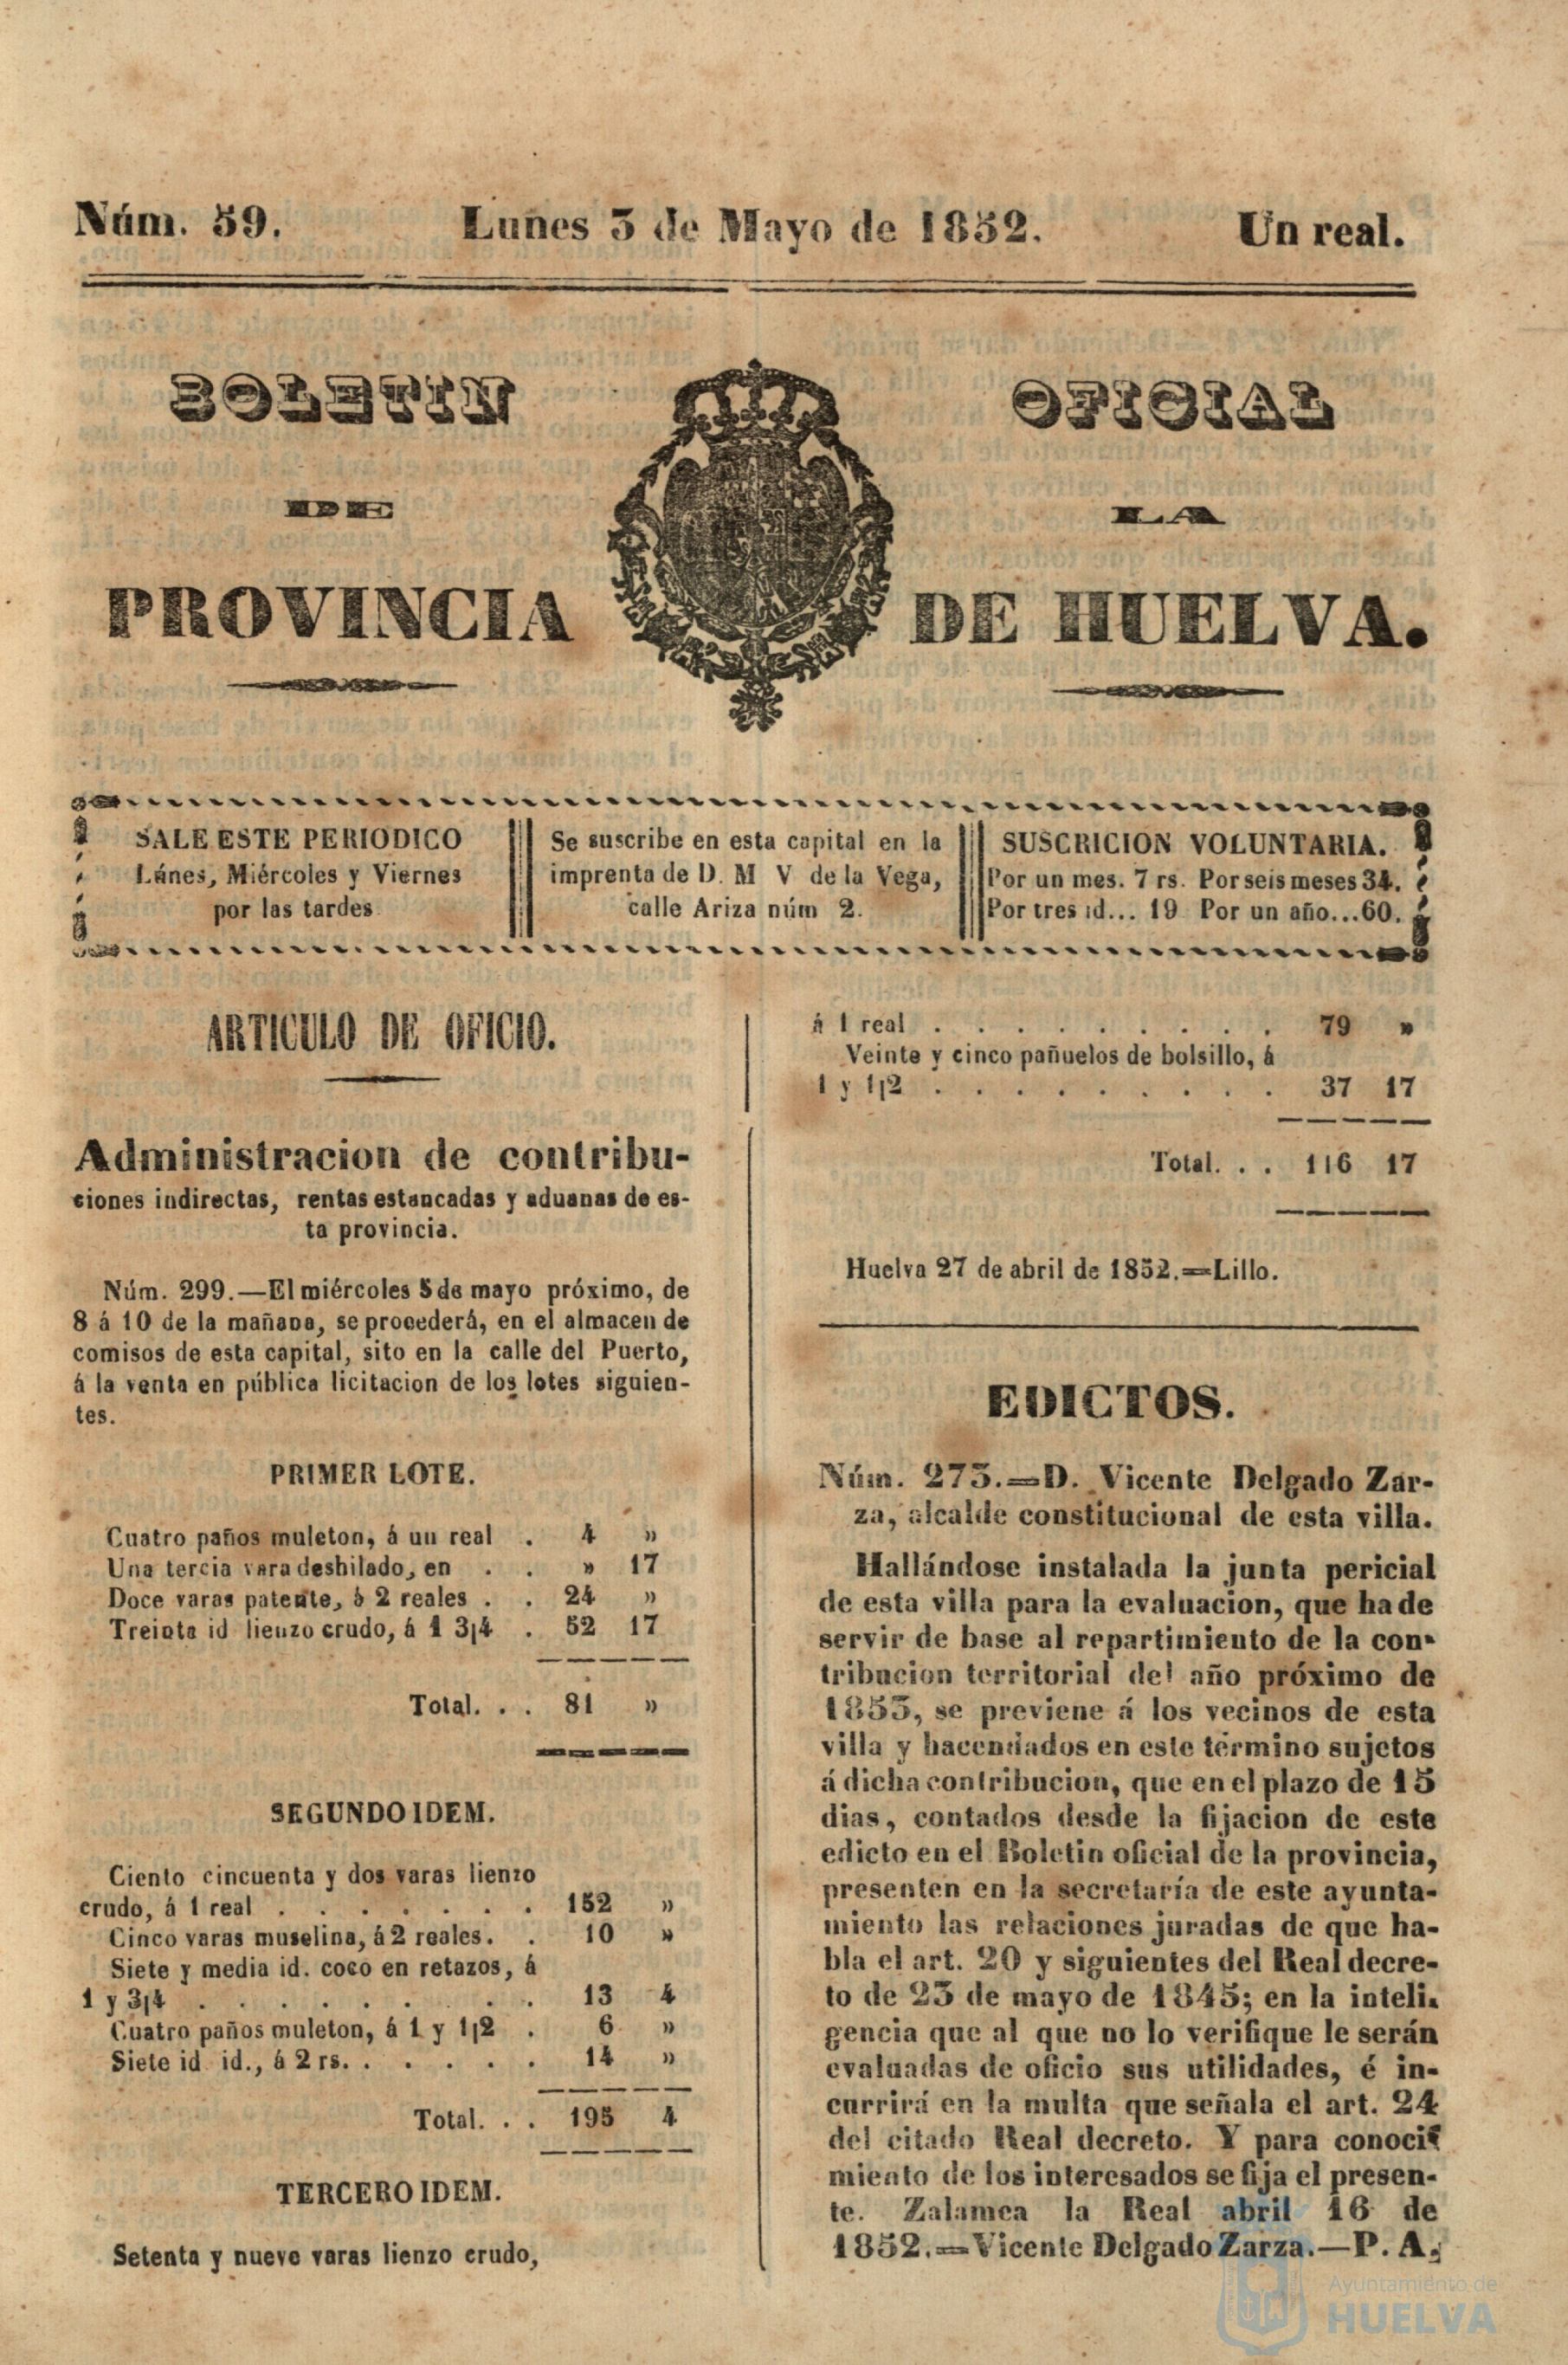 Núm. 59. Lunes 3 de Mayo de 1852. Un real.
BOLETIN OFICIAL
DE LA
PROVINCIA DE HUELVA.
SALE ESTE PERIODICO
Lúnes, Miércoles y Viernes
por las tardes
Se suscribe en esta capital en la
imprenta de D. M V de la Vega,
calle Ariza núm 2.
SUSCRICION VOLUNTARIA.
Por un mes. 7 rs. Por seis meses 34.
Por tres id... 19 Por un año...60.
ARTICULO DE OFICIO.
Administracion de contribu-
ciones indirectas, rentas estancadas y aduanas de es-
ta provincia.
Núm. 299.—El miércoles 5 de mayo próximo, de
8 á 10 de la mañana, se procederá, en el almacen de
comisos de esta capital, sito en la calle del Puerto,
á la venta en pública licitacion de los lotes siguien-
tes.
PRIMER LOTE.
Cuatro paños muleton, á un real . 4 »
Una tercia vara deshilado, en . . » 17
Doce varas patente, á 2 reales . . 24 »
Treinta id lienzo crudo, á 1 3¡4 . 52 17
Total. . . 81 »
SEGUNDO IDEM.
Ciento cincuenta y dos varas lienzo
crudo, á 1 real . . . . . . . 152 »
Cinco varas muselina, á 2 reales. . 10 »
Siete y media id. coco en retazos, á
1 y 3¡4 . . . . . . . . . 13 4
Cuatro paños muleton, á 1 y 1¡2 . 6 »
Siete id id., á 2 rs. . . . . . 14 »
Total. . . 195 4
TERCERO IDEM.
Setenta y nueve varas lienzo crudo,
á 1 real . . . . . . . . . 79 »
Veinte y cinco pañuelos de bolsillo, á
1 y 1¡2 . . . . . . . . . 37 17
Total. . . 116 17
Huelva 27 de abril de 1852.=Lillo.
EDICTOS.
Núm. 273.=D. Vicente Delgado Zar-
za, alcalde constitucional de esta villa.
Hallándose instalada la junta pericial
de esta villa para la evaluacion, que ha de
servir de base al repartimiento de la con-
tribucion territorial del año próximo de
1853, se previene á los vecinos de esta
villa y hacendados en este término sujetos
á dicha contribucion, que en el plazo de 15
dias, contados desde la fijacion de este
edicto en el Boletin oficial de la provincia,
presenten en la secretaría de este ayunta-
miento las relaciones juradas de que ha-
bla el art. 20 y siguientes del Real decre-
to de 23 de mayo de 1845; en la inteli-
gencia que al que no lo verifique le serán
evaluadas de oficio sus utilidades, é in-
currirá en la multa que señala el art. 24
del citado Real decreto. Y para conoci-
miento de los interesados se fija el presen-
te. Zalamea la Real abril 16 de
1852.=Vicente Delgado Zarza.—P. A.
Ayuntamiento de
HUELVA